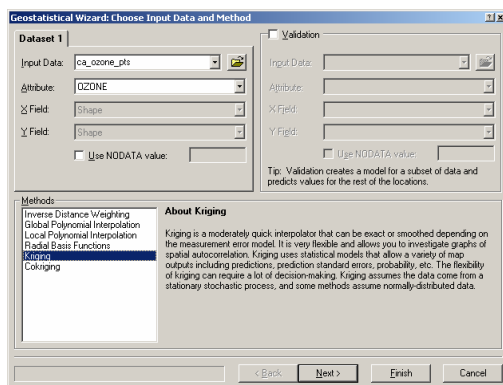 Geostatistical Wizard: Choose Input Data and Method
Dataset 1
Input Data: ca_ozone_pts
Attribute: OZONE
X Field: Shape
Y Field: Shape
Use NODATA value:
Validation
Input Data:
Attribute:
X Field:
Y Field:
Use NODATA value:
Tip: Validation creates a model for a subset of data and
predicts values for the rest of the locations.
Methods
Inverse Distance Weighting
Global Polynomial Interpolation
Local Polynomial Interpolation
Radial Basis Functions
Kriging
Cokriging
About Kriging
Kriging is a moderately quick interpolator that can be exact or smoothed depending on
the measurement error model. It is very flexible and allows you to investigate graphs of
spatial autocorrelation. Kriging uses statistical models that allow a variety of map
outputs including predictions, prediction standard errors, probability, etc. The flexibility
of kriging can require a lot of decision-making. Kriging assumes the data come from a
stationary stochastic process, and some methods assume normally-distributed data.
< Back
Next >
Finish
Cancel